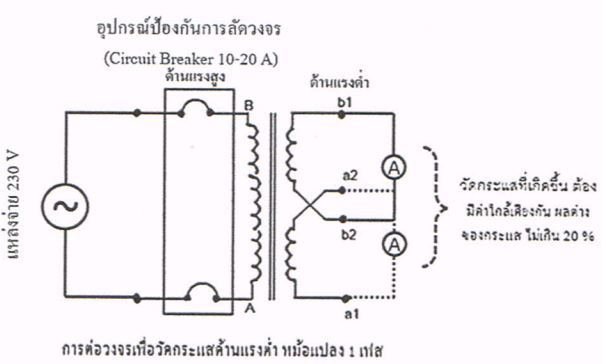 อุปกรณ์ป้องกันการลัดวงจร
(Circuit Breaker 10-20 A)
ด้านแรงสูง
ด้านแรงต่ำ
B
b1
A
a2
แหล่งจ่าย 230 V
วัดกระแสที่เกิดขึ้น ต้อง
มีค่าใกล้เคียงกัน ผลต่าง
ของกระแส ไม่เกิน 20 %
b2
A
A
a1
การต่อวงจรเพื่อวัดกระแสด้านแรงต่ำ หม้อแปลง 1 เฟส